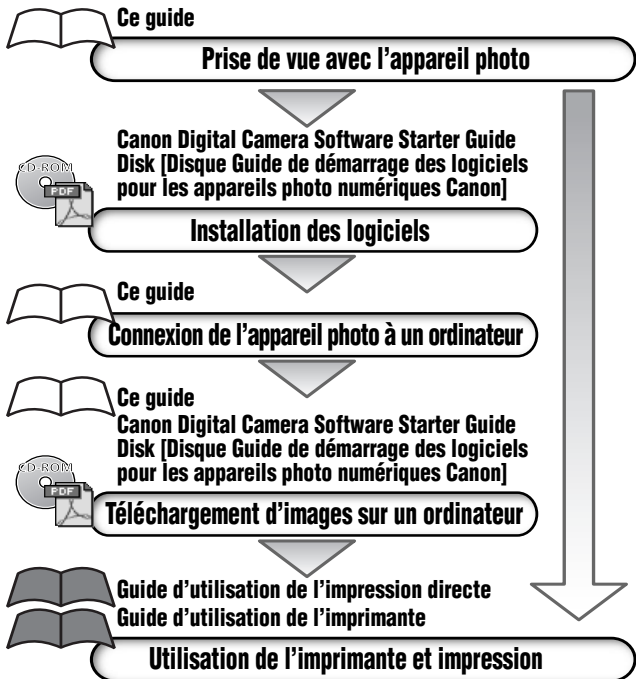 Ce guide
Prise de vue avec l'appareil photo
Canon Digital Camera Software Starter Guide
Disk [Disque Guide de démarrage des logiciels
pour les appareils photo numériques Canon]
CD-ROM
PDF
Installation des logiciels
Ce guide
Connexion de l'appareil photo à un ordinateur
Ce guide
Canon Digital Camera Software Starter Guide
Disk [Disque Guide de démarrage des logiciels
pour les appareils photo numériques Canon]
CD-ROM
PDF
Téléchargement d'images sur un ordinateur
Guide d'utilisation de l'impression directe
Guide d'utilisation de l'imprimante
Utilisation de l'imprimante et impression